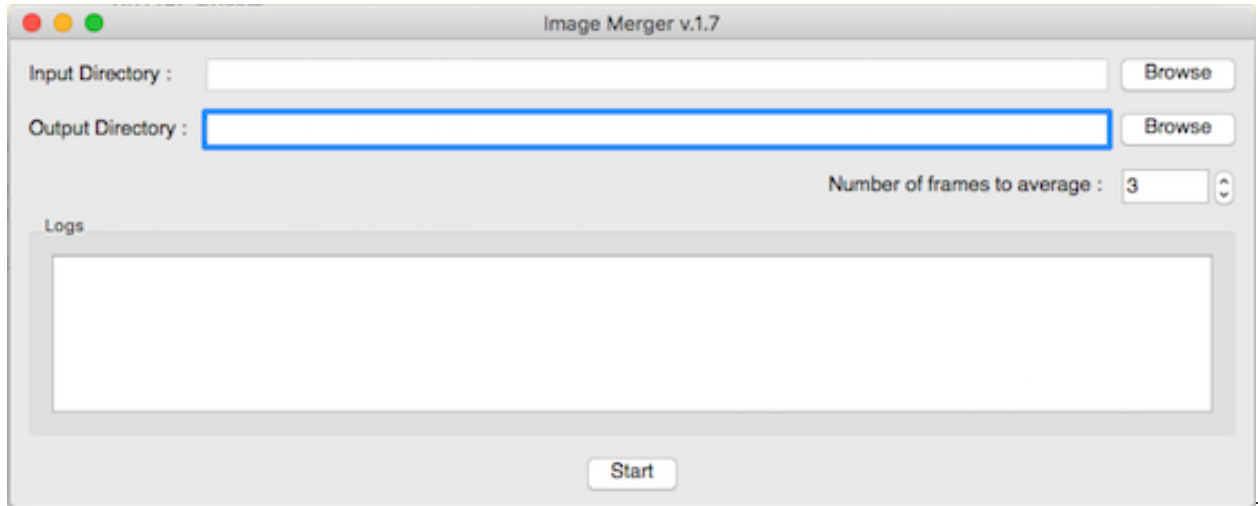 Image Merger v.1.7
Input Directory :
Browse
Output Directory :
Browse
Number of frames to average : 3
Logs
Start